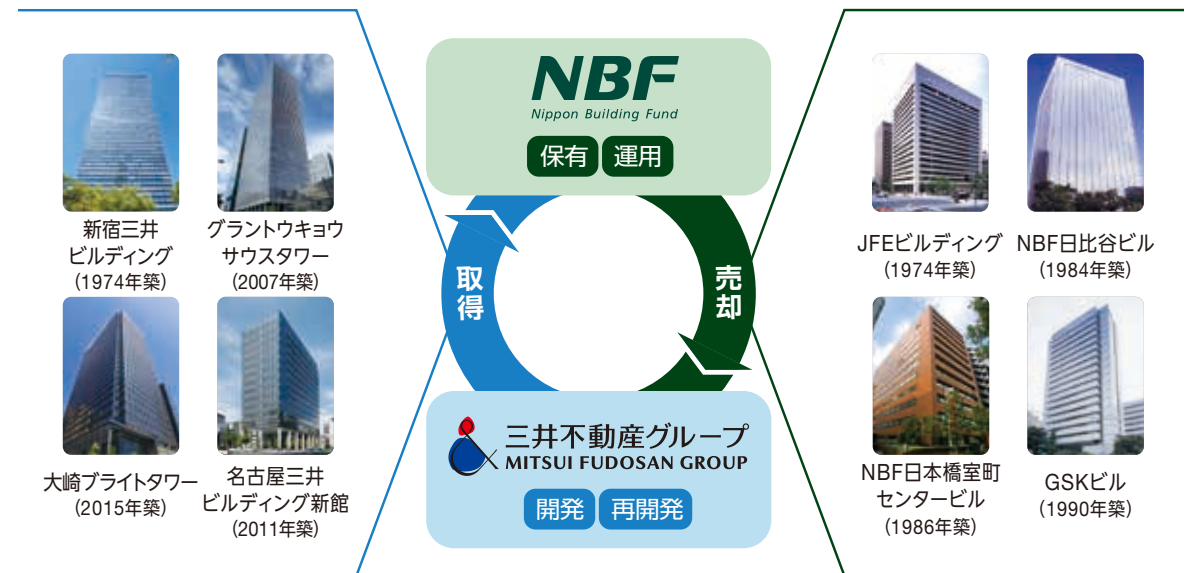 新宿三井
ビルディング
(1974年築)
グラントウキョウ
サウスタワー
(2007年築)
大崎ブライトタワー
(2015年築)
名古屋三井
ビルディング新館
(2011年築)
NBF
Nippon Building Fund
保有
運用
取得
売却
三井不動産グループ
MITSUI FUDOSAN GROUP
開発
再開発
JFEビルディング
(1974年築)
NBF日比谷ビル
(1984年築)
NBF日本橋室町
センタービル
(1986年築)
GSKビル
(1990年築)